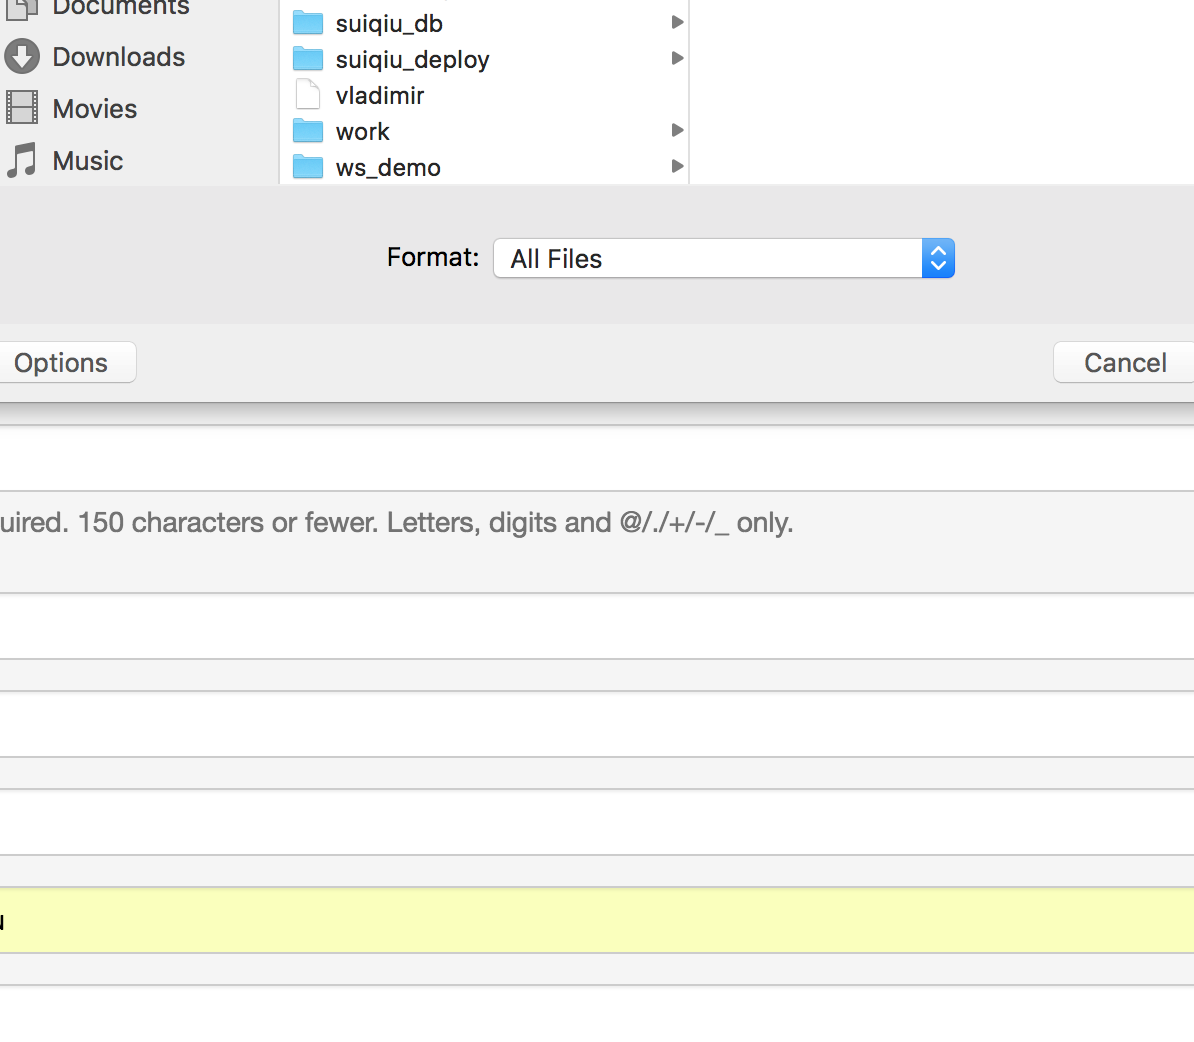 Documents
Downloads
Movies
Music
suiqiu_db
suiqiu_deploy
vladimir
work
ws_demo
Format:
All Files
Options
Cancel
uired. 150 characters or fewer. Letters, digits and @/./+/-/_ only.